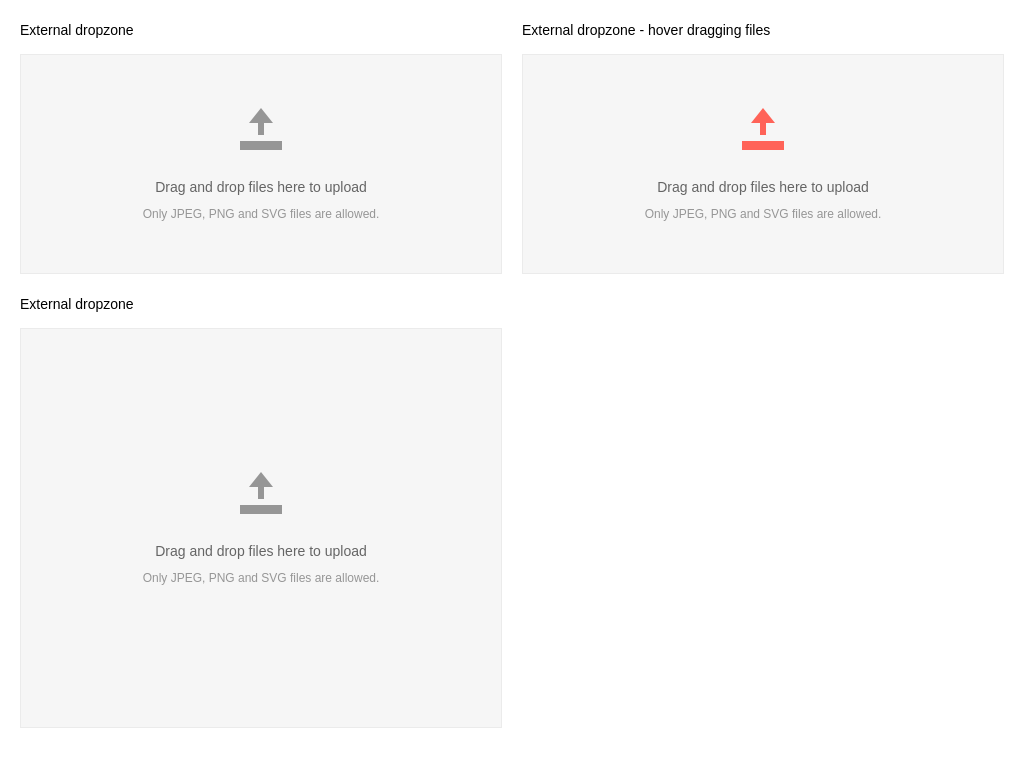 External dropzone
Drag and drop files here to upload
Only JPEG, PNG and SVG files are allowed.
External dropzone - hover dragging files
Drag and drop files here to upload
Only JPEG, PNG and SVG files are allowed.
External dropzone
Drag and drop files here to upload
Only JPEG, PNG and SVG files are allowed.